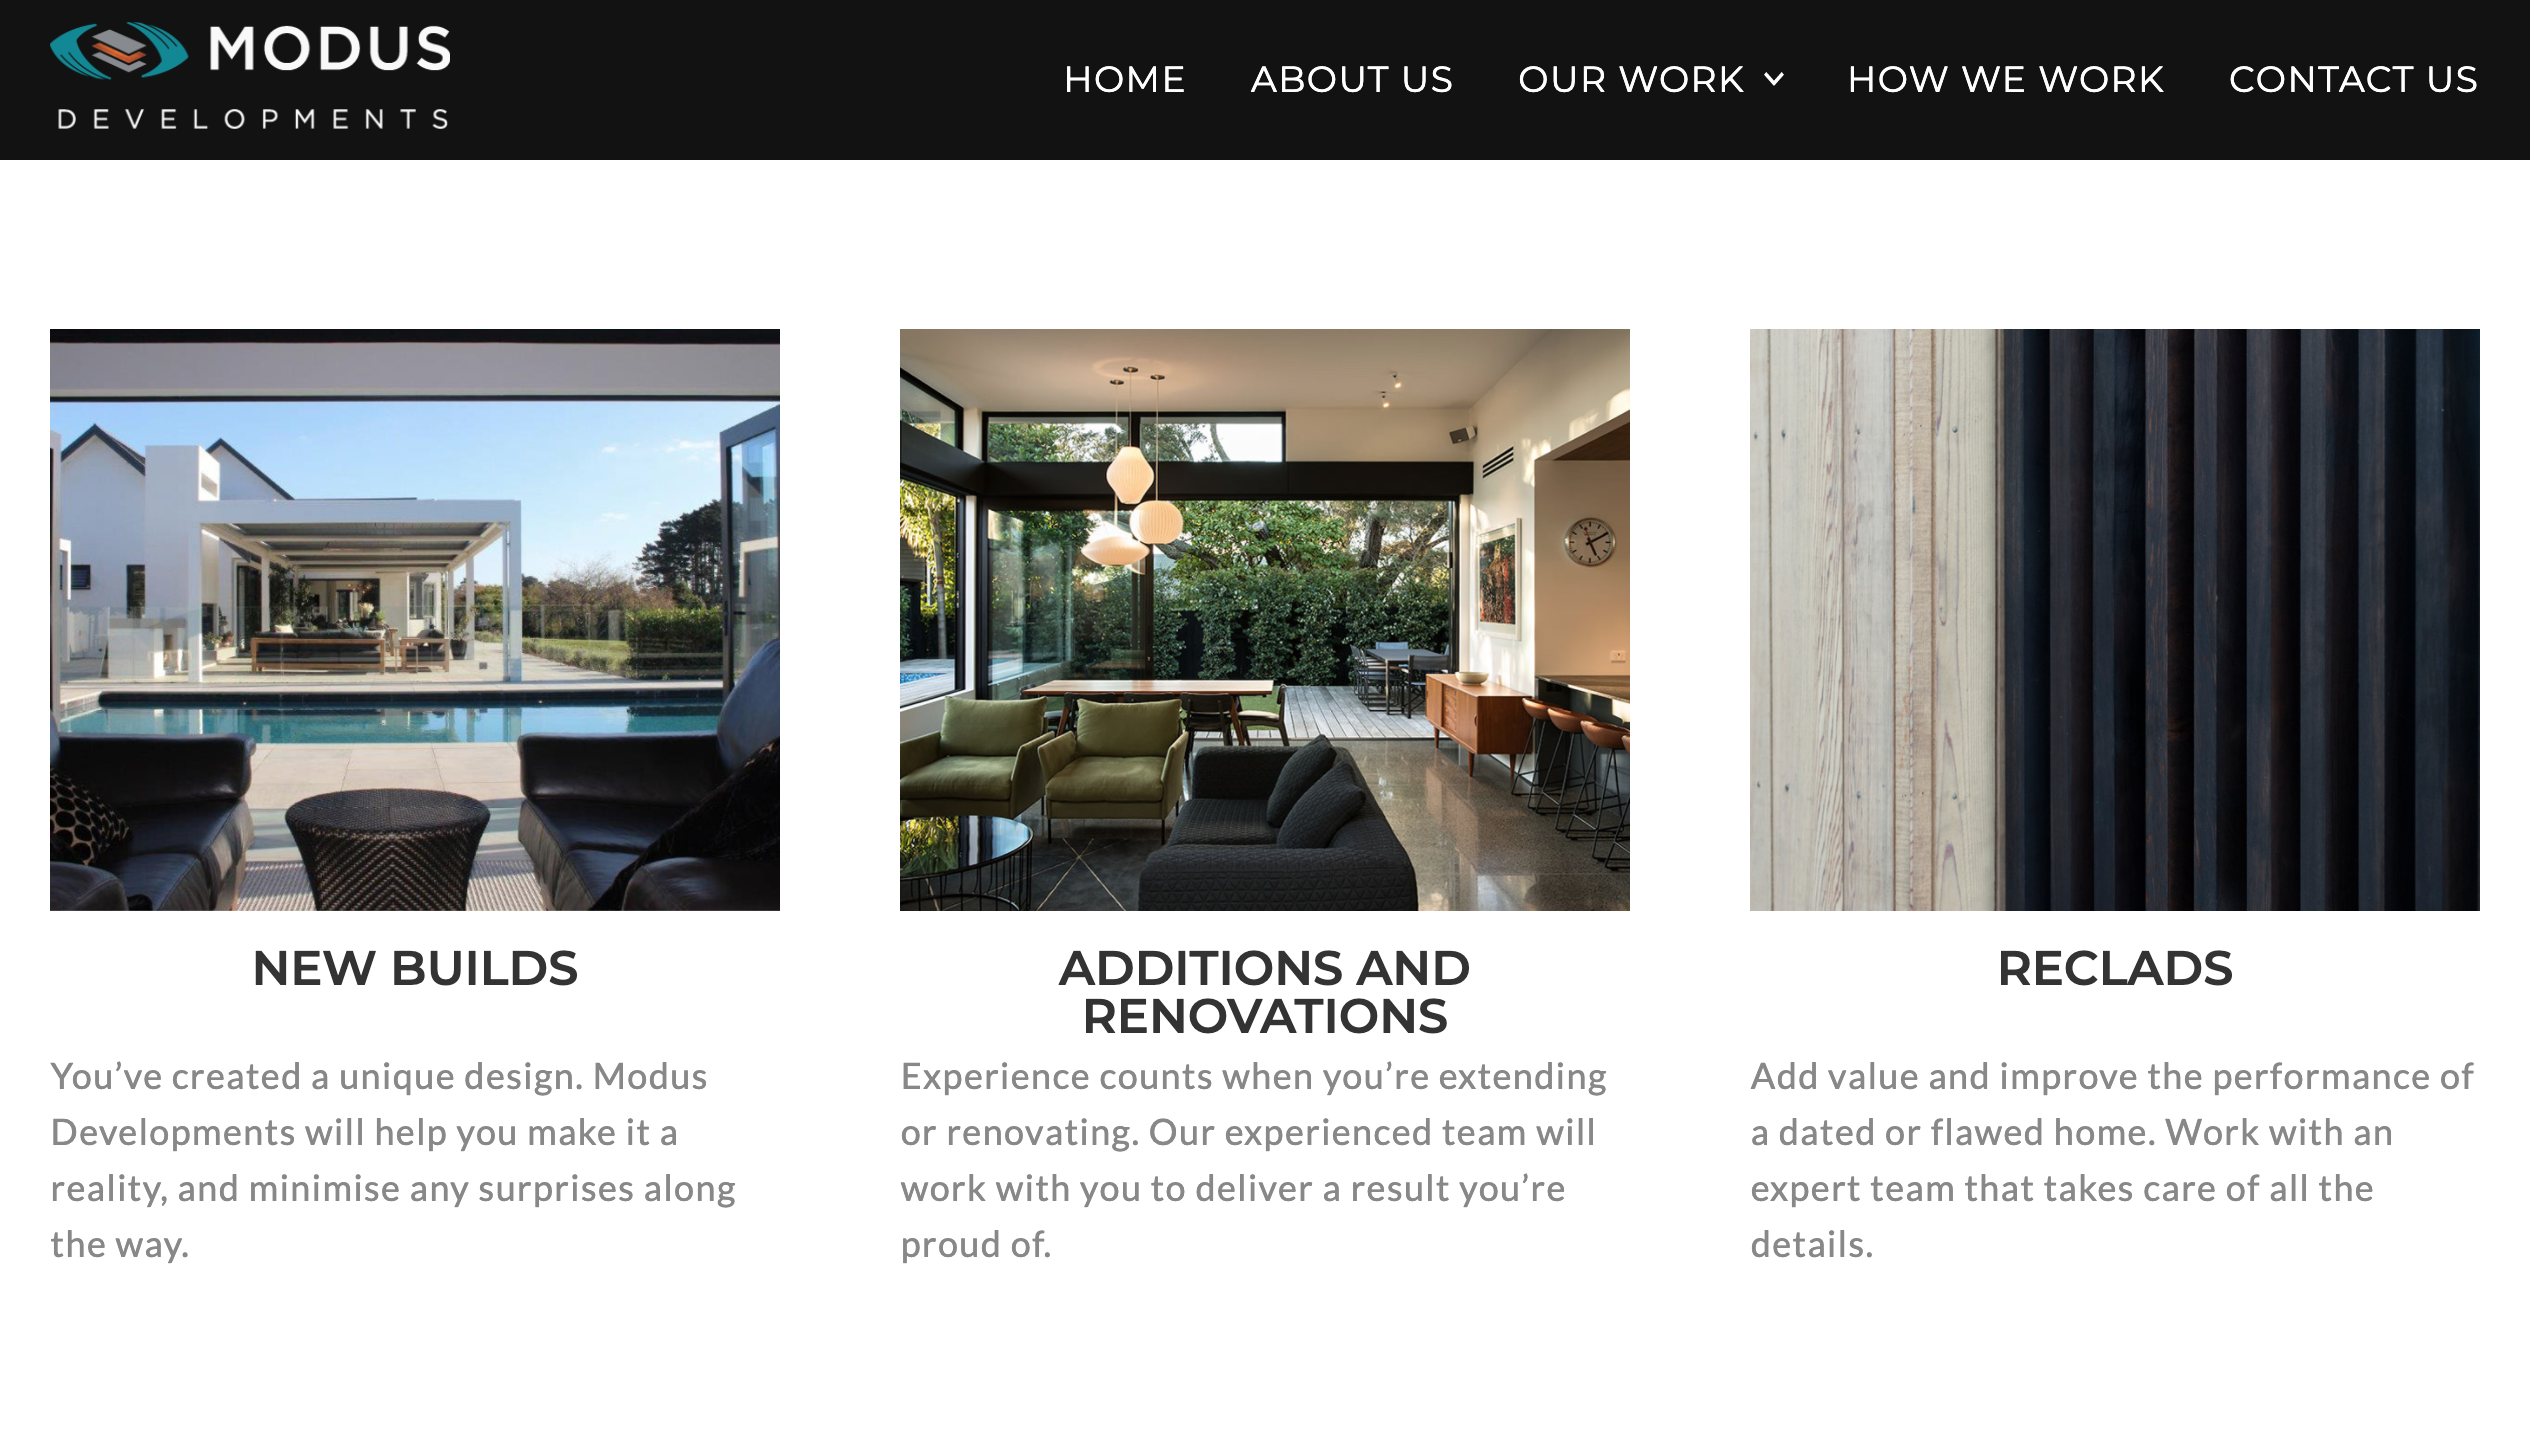 MODUS
DEVELOPMENTS
HOME ABOUT US OUR WORK HOW WE WORK CONTACT US
NEW BUILDS
You’ve created a unique design. Modus
Developments will help you make it a
reality, and minimise any surprises along
the way.
ADDITIONS AND
RENOVATIONS
Experience counts when you’re extending
or renovating. Our experienced team will
work with you to deliver a result you’re
proud of.
RECLADS
Add value and improve the performance of
a dated or flawed home. Work with an
expert team that takes care of all the
details.